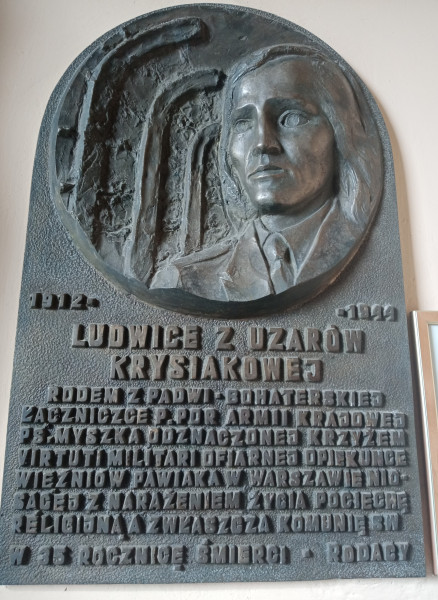 1912
1944
LUDWICE Z UZARÓW
KRYSIAKOWEJ
RODEM Z PADWI - BOHATERSKIEJ
ŁĄCZNICZCE P.POR ARMII KRAJOWEJ
PS. MYSZKA ODZNACZONEJ KRZYŻEM
VIRTUTI MILITARI OFIARNEJ OPIEKUNCE
WIĘŹNIÓW PAWIAKA W WARSZAWIE NIO-
SĄCEJ Z NARAŻENIEM ŻYCIA POCIECHĘ
RELIGIJNĄ A ZWŁASZCZA KOMUNIĘ ŚW
W 35 ROCZNICĘ ŚMIERCI • RODACY